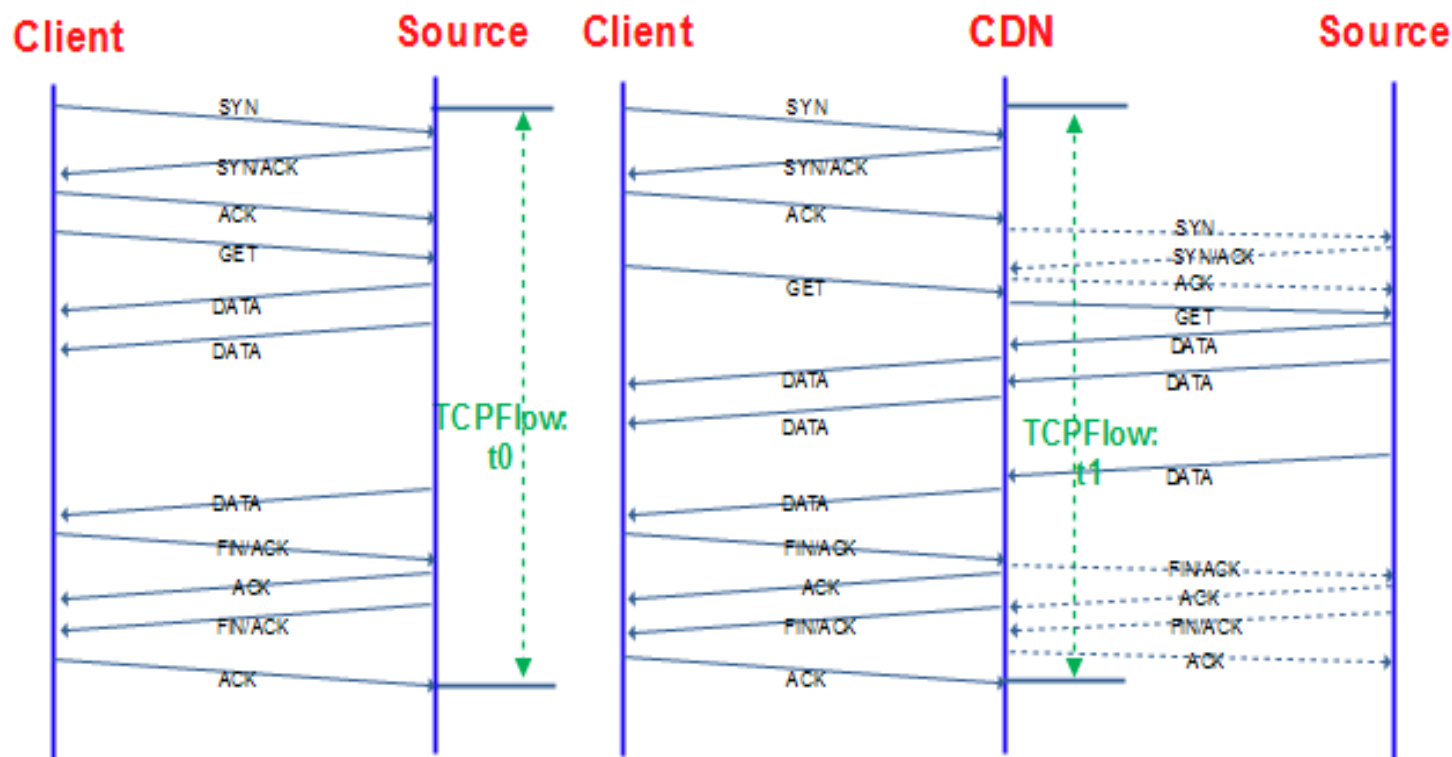 Client
Source
Client
CDN
Source
SYN
SYN/ACK
ACK
GET
DATA
DATA
TCPFlow:
t0
DATA
FIN/ACK
ACK
FIN/ACK
ACK
SYN
SYN/ACK
ACK
GET
DATA
DATA
DATA
FIN/ACK
ACK
FIN/ACK
ACK
TCPFlow:
t1
SYN
SYN/ACK
ACK
GET
DATA
DATA
DATA
FIN/ACK
ACK
FIN/ACK
ACK